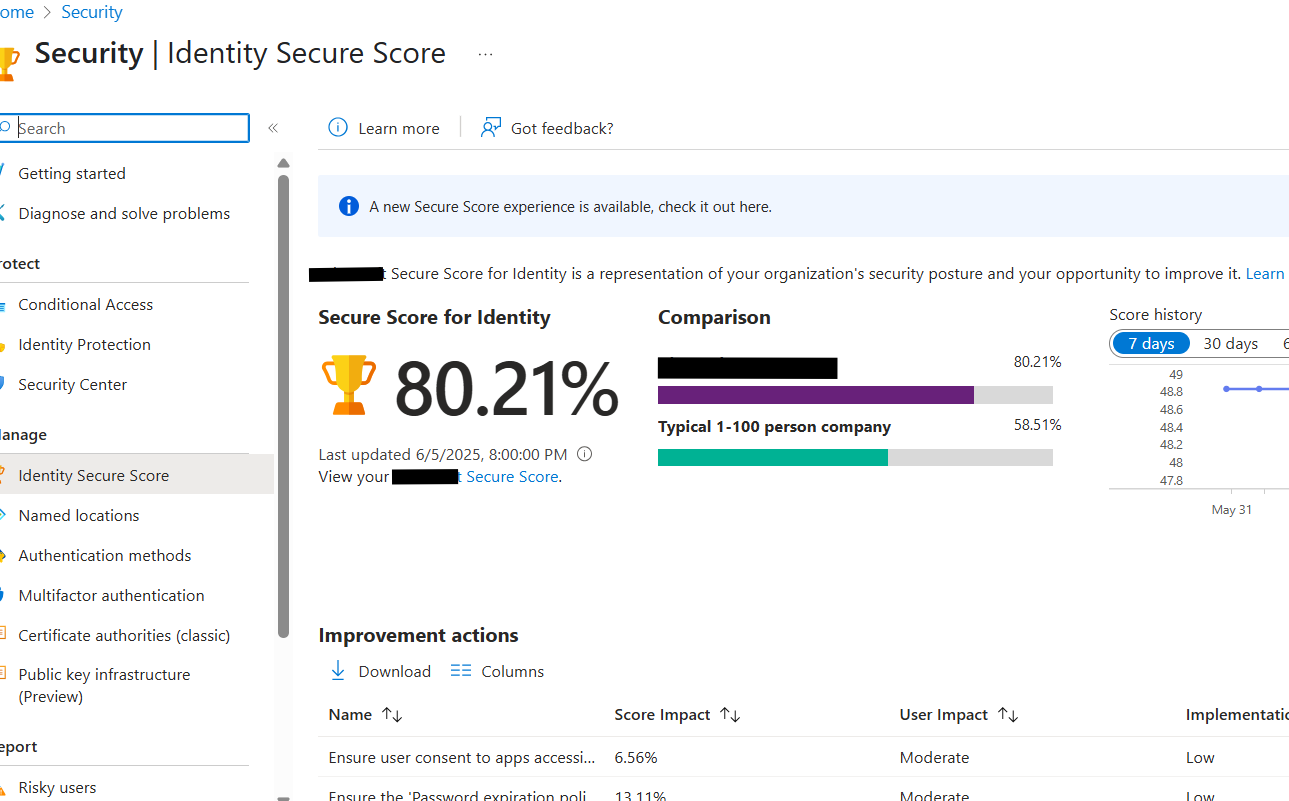 ome > Security
Security | Identity Secure Score ...
Search
«
Learn more
Got feedback?
Getting started
Diagnose and solve problems
rotect
Conditional Access
Identity Protection
Security Center
anage
Identity Secure Score
Named locations
Authentication methods
Multifactor authentication
Certificate authorities (classic)
Public key infrastructure
(Preview)
eport
Risky users
A new Secure Score experience is available, check it out here.
t Secure Score for Identity is a representation of your organization's security posture and your opportunity to improve it. Learn
Secure Score for Identity
80.21%
Last updated 6/5/2025, 8:00:00 PM
View your t Secure Score.
Comparison
80.21%
Typical 1-100 person company 58.51%
Score history
7 days 30 days 6
49
48.8
48.6
48.4
48.2
48
47.8
May 31
Improvement actions
Download Columns
Name Score Impact User Impact Implementatio
Ensure user consent to apps accessi... 6.56% Moderate Low
Ensure the 'Password expiration poli 13.11% Moderate Low